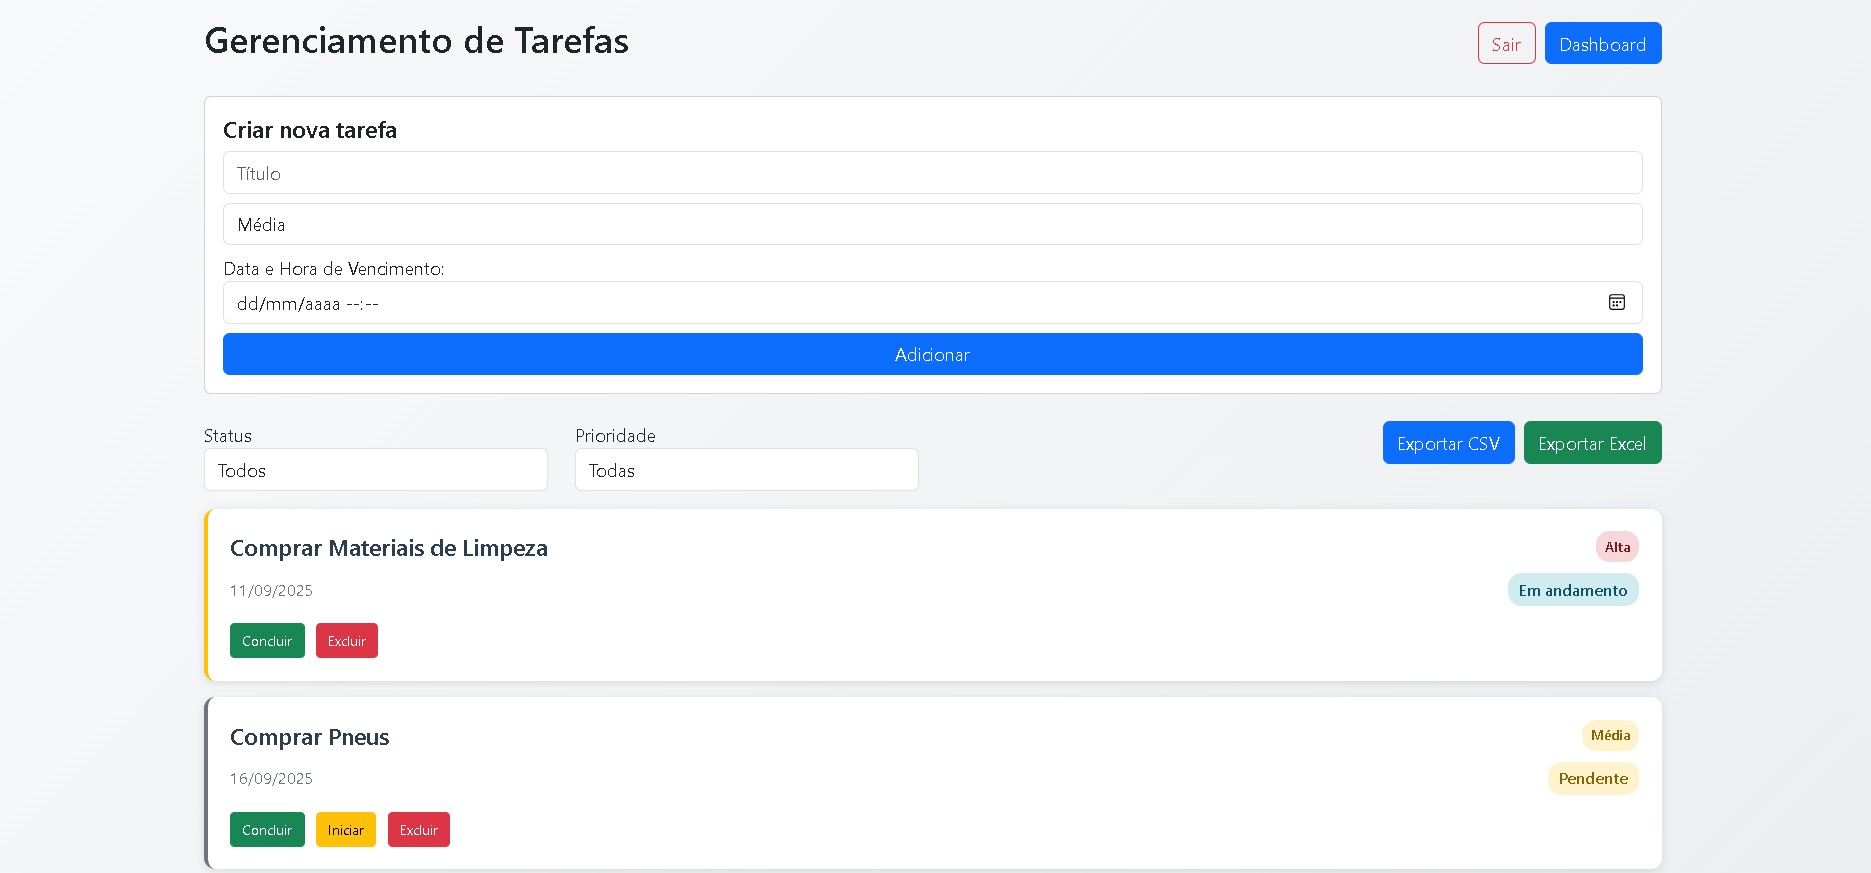 Gerenciamento de Tarefas
Sair
Dashboard
Criar nova tarefa
Título
Média
Data e Hora de Vencimento:
dd/mm/aaaa --:--
Adicionar
Status
Todos
Prioridade
Todas
Exportar CSV
Exportar Excel
Comprar Materiais de Limpeza
Alta
11/09/2025
Em andamento
Concluir
Excluir
Comprar Pneus
Média
16/09/2025
Pendente
Concluir
Iniciar
Excluir